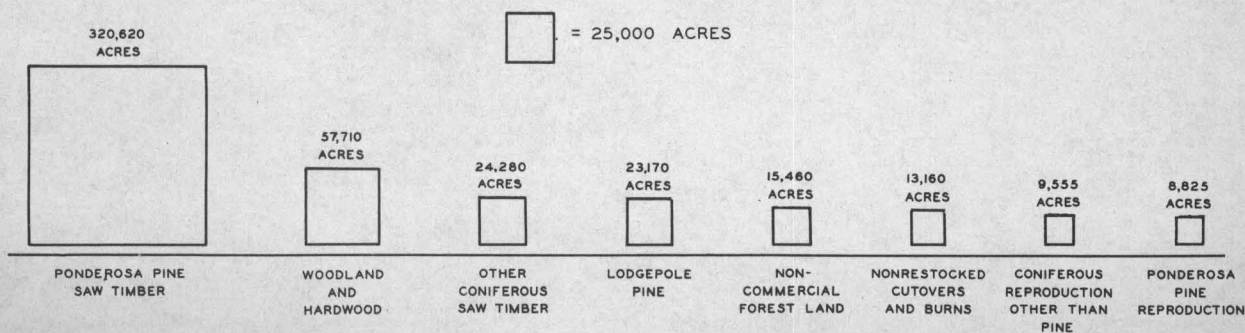 = 25,000 ACRES
320,620
ACRES
57,710
ACRES
24,280
ACRES
23,170
ACRES
15,460
ACRES
13,160
ACRES
9,555
ACRES
8,825
ACRES
PONDEROSA PINE
SAW TIMBER
WOODLAND
AND
HARDWOOD
OTHER
CONIFEROUS
SAW TIMBER
LODGEPOLE
PINE
NON-
COMMERCIAL
FOREST LAND
NONRESTOCKED
CUTOVERS
AND BURNS
CONIFEROUS
REPRODUCTION
OTHER THAN
PINE
PONDEROSA
PINE
REPRODUCTION